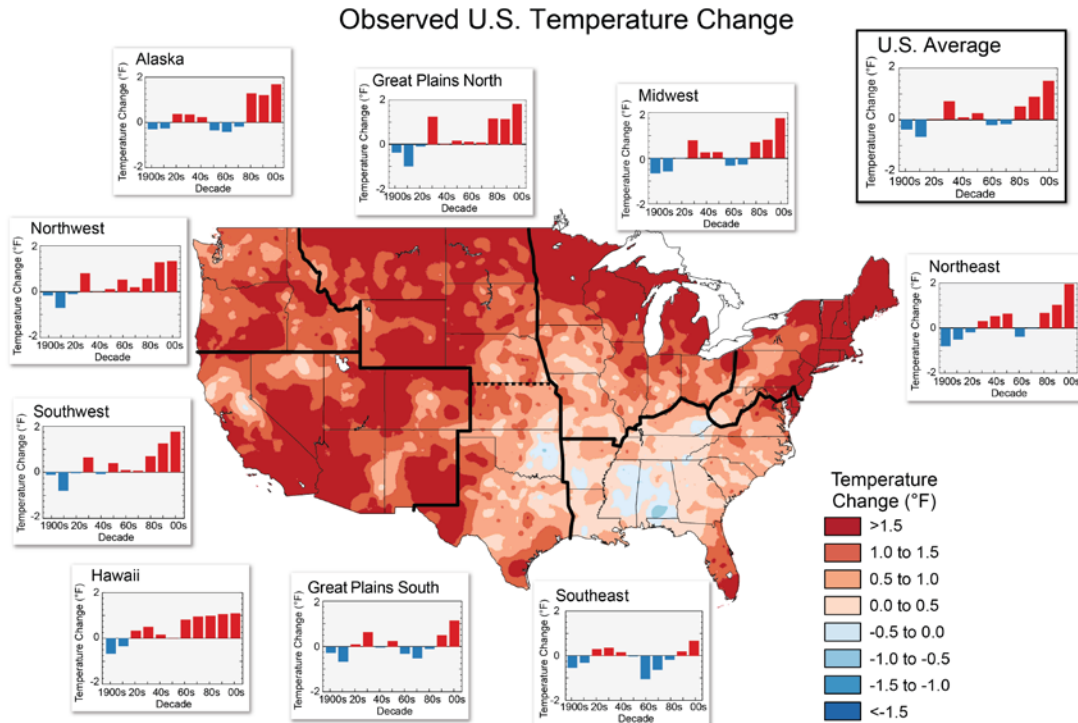 Observed U.S. Temperature Change
Alaska
Temperature Change (°F)
2
0
-2
1900s 20s 40s 60s 80s 00s
Decade
Great Plains North
Temperature Change (°F)
2
0
-2
1900s 20s 40s 60s 80s 00s
Decade
Midwest
Temperature Change (°F)
2
0
-2
1900s 20s 40s 60s 80s 00s
Decade
U.S. Average
Temperature Change (°F)
2
0
-2
1900s 20s 40s 60s 80s 00s
Decade
Northwest
Temperature Change (°F)
2
0
-2
1900s 20s 40s 60s 80s 00s
Decade
Northeast
Temperature Change (°F)
2
0
-2
1900s 20s 40s 60s 80s 00s
Decade
Southwest
Temperature Change (°F)
2
0
-2
1900s 20s 40s 60s 80s 00s
Decade
Hawaii
Temperature Change (°F)
2
0
-2
1900s 20s 40s 60s 80s 00s
Decade
Great Plains South
Temperature Change (°F)
2
0
-2
1900s 20s 40s 60s 80s 00s
Decade
Southeast
Temperature Change (°F)
2
0
-2
1900s 20s 40s 60s 80s 00s
Decade
Temperature
Change (°F)
>1.5
1.0 to 1.5
0.5 to 1.0
0.0 to 0.5
-0.5 to 0.0
-1.0 to -0.5
-1.5 to -1.0
<-1.5